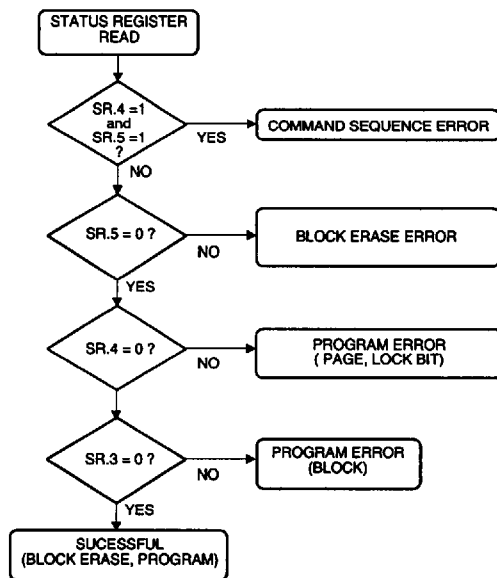 STATUS REGISTER
READ
SR.4 =1
and
SR.5 =1
?
YES
COMMAND SEQUENCE ERROR
NO
SR.5 = 0 ?
NO
BLOCK ERASE ERROR
YES
SR.4 = 0 ?
NO
PROGRAM ERROR
( PAGE, LOCK BIT)
SR.3 = 0 ?
NO
PROGRAM ERROR
(BLOCK)
YES
SUCESSFUL
(BLOCK ERASE, PROGRAM)